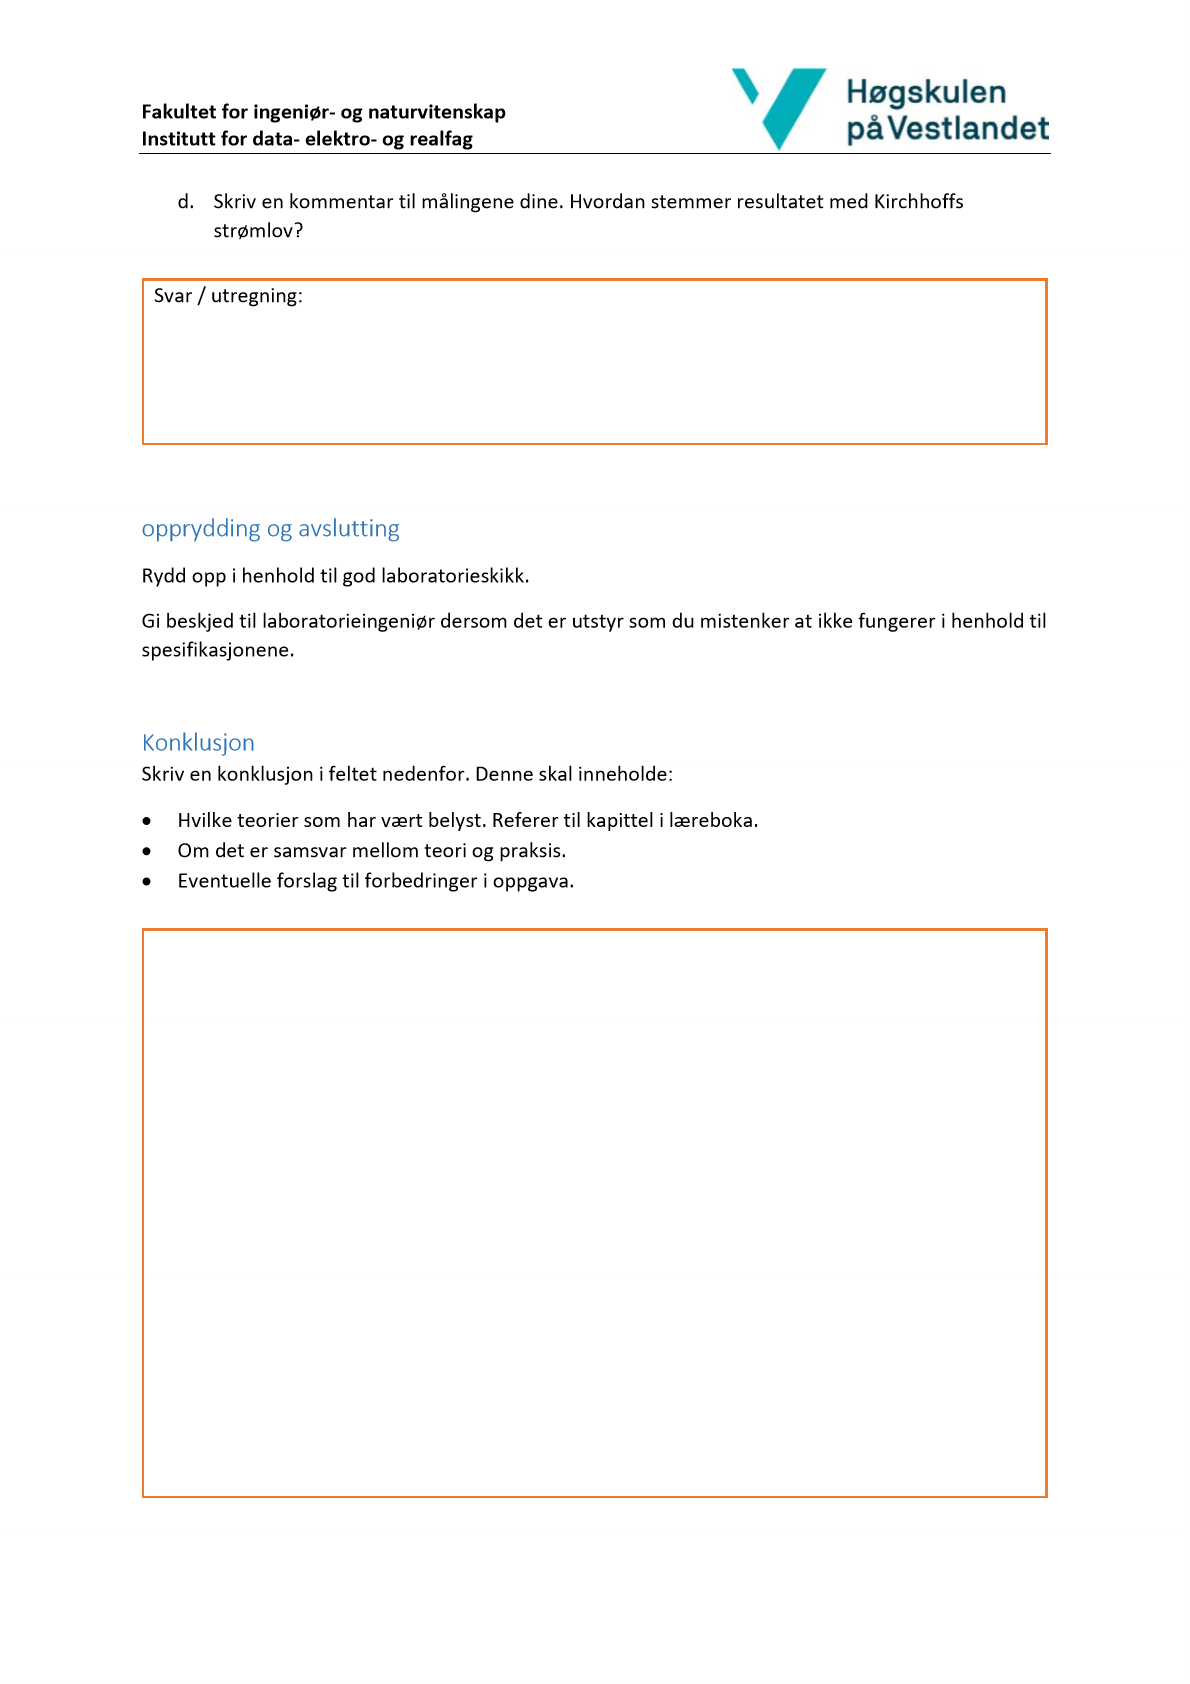 Fakultet for ingeniør- og naturvitenskap
Institutt for data- elektro- og realfag
Høgskulen
på Vestlandet
d. Skriv en kommentar til målingene dine. Hvordan stemmer resultatet med Kirchhoffs
strømlov?
Svar / utregning:
opprydding og avslutting
Rydd opp i henhold til god laboratorieskikk.
Gi beskjed til laboratorieingeniør dersom det er utstyr som du mistenker at ikke fungerer i henhold til
spesifikasjonene.
Konklusjon
Skriv en konklusjon i feltet nedenfor. Denne skal inneholde:
• Hvilke teorier som har vært belyst. Referer til kapittel i læreboka.
• Om det er samsvar mellom teori og praksis.
• Eventuelle forslag til forbedringer i oppgava.